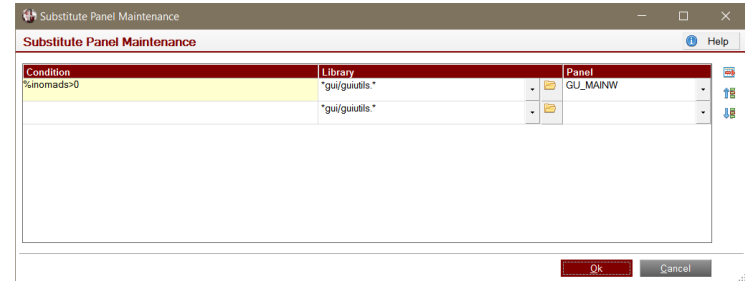 Substitute Panel Maintenance
Substitute Panel Maintenance Help
Condition Library Panel
%inomads>0 *gui/guiutils.* GU_MAINW
*gui/guiutils.*
Ok Cancel